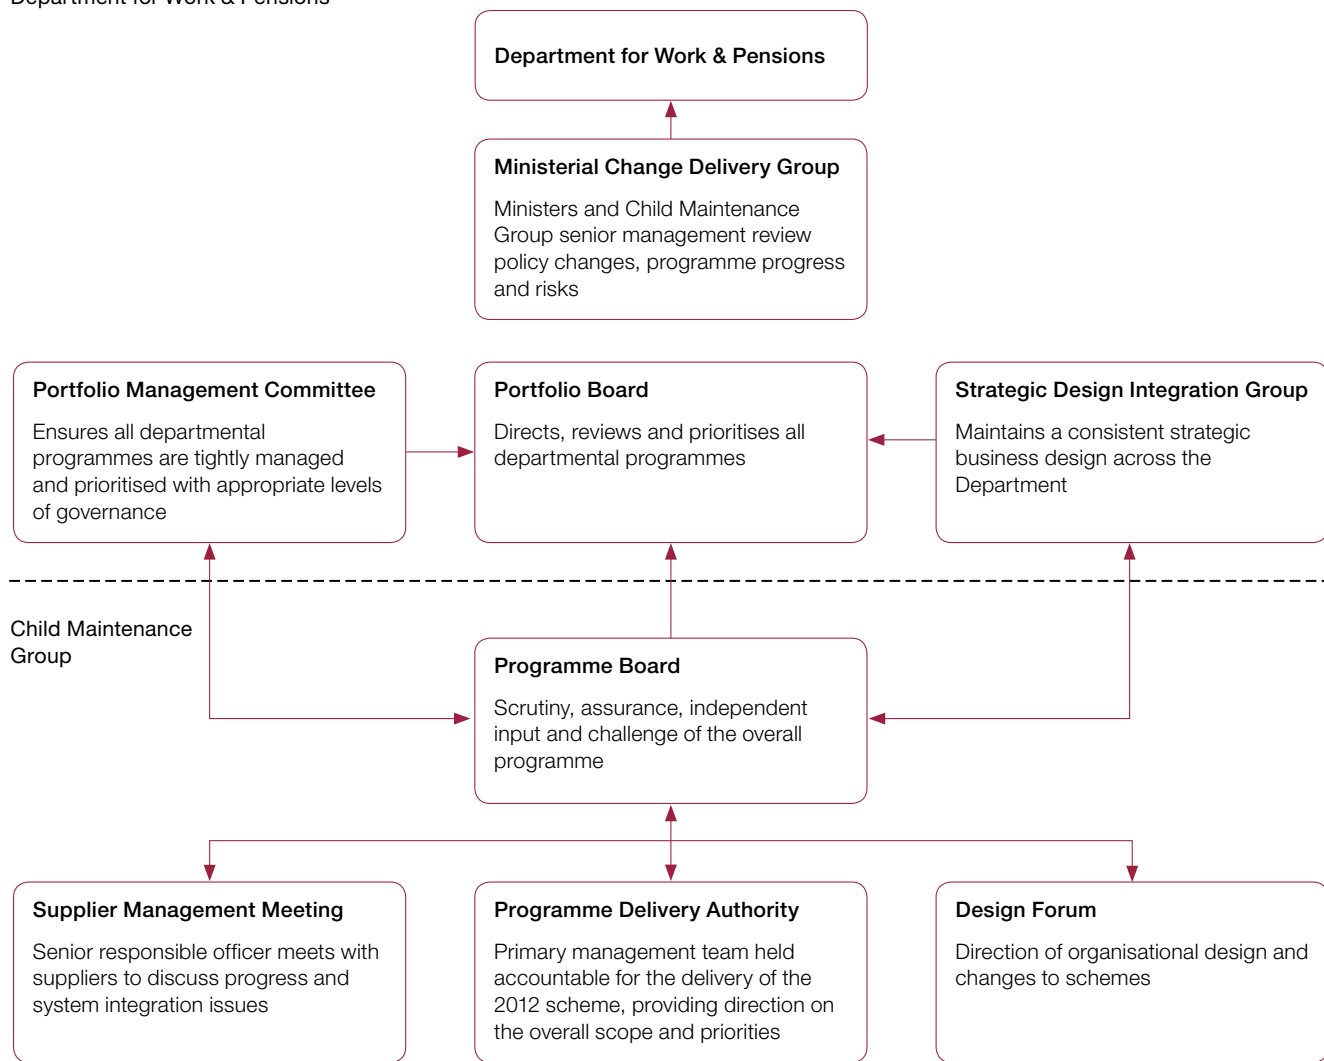 Department for Work & Pensions
Department for Work & Pensions
Ministerial Change Delivery Group
Ministers and Child Maintenance
Group senior management review
policy changes, programme progress
and risks
Portfolio Management Committee
Ensures all departmental
programmes are tightly managed
and prioritised with appropriate levels
of governance
Portfolio Board
Directs, reviews and prioritises all
departmental programmes
Strategic Design Integration Group
Maintains a consistent strategic
business design across the
Department
Child Maintenance
Group
Programme Board
Scrutiny, assurance, independent
input and challenge of the overall
programme
Supplier Management Meeting
Senior responsible officer meets with
suppliers to discuss progress and
system integration issues
Programme Delivery Authority
Primary management team held
accountable for the delivery of the
2012 scheme, providing direction on
the overall scope and priorities
Design Forum
Direction of organisational design and
changes to schemes